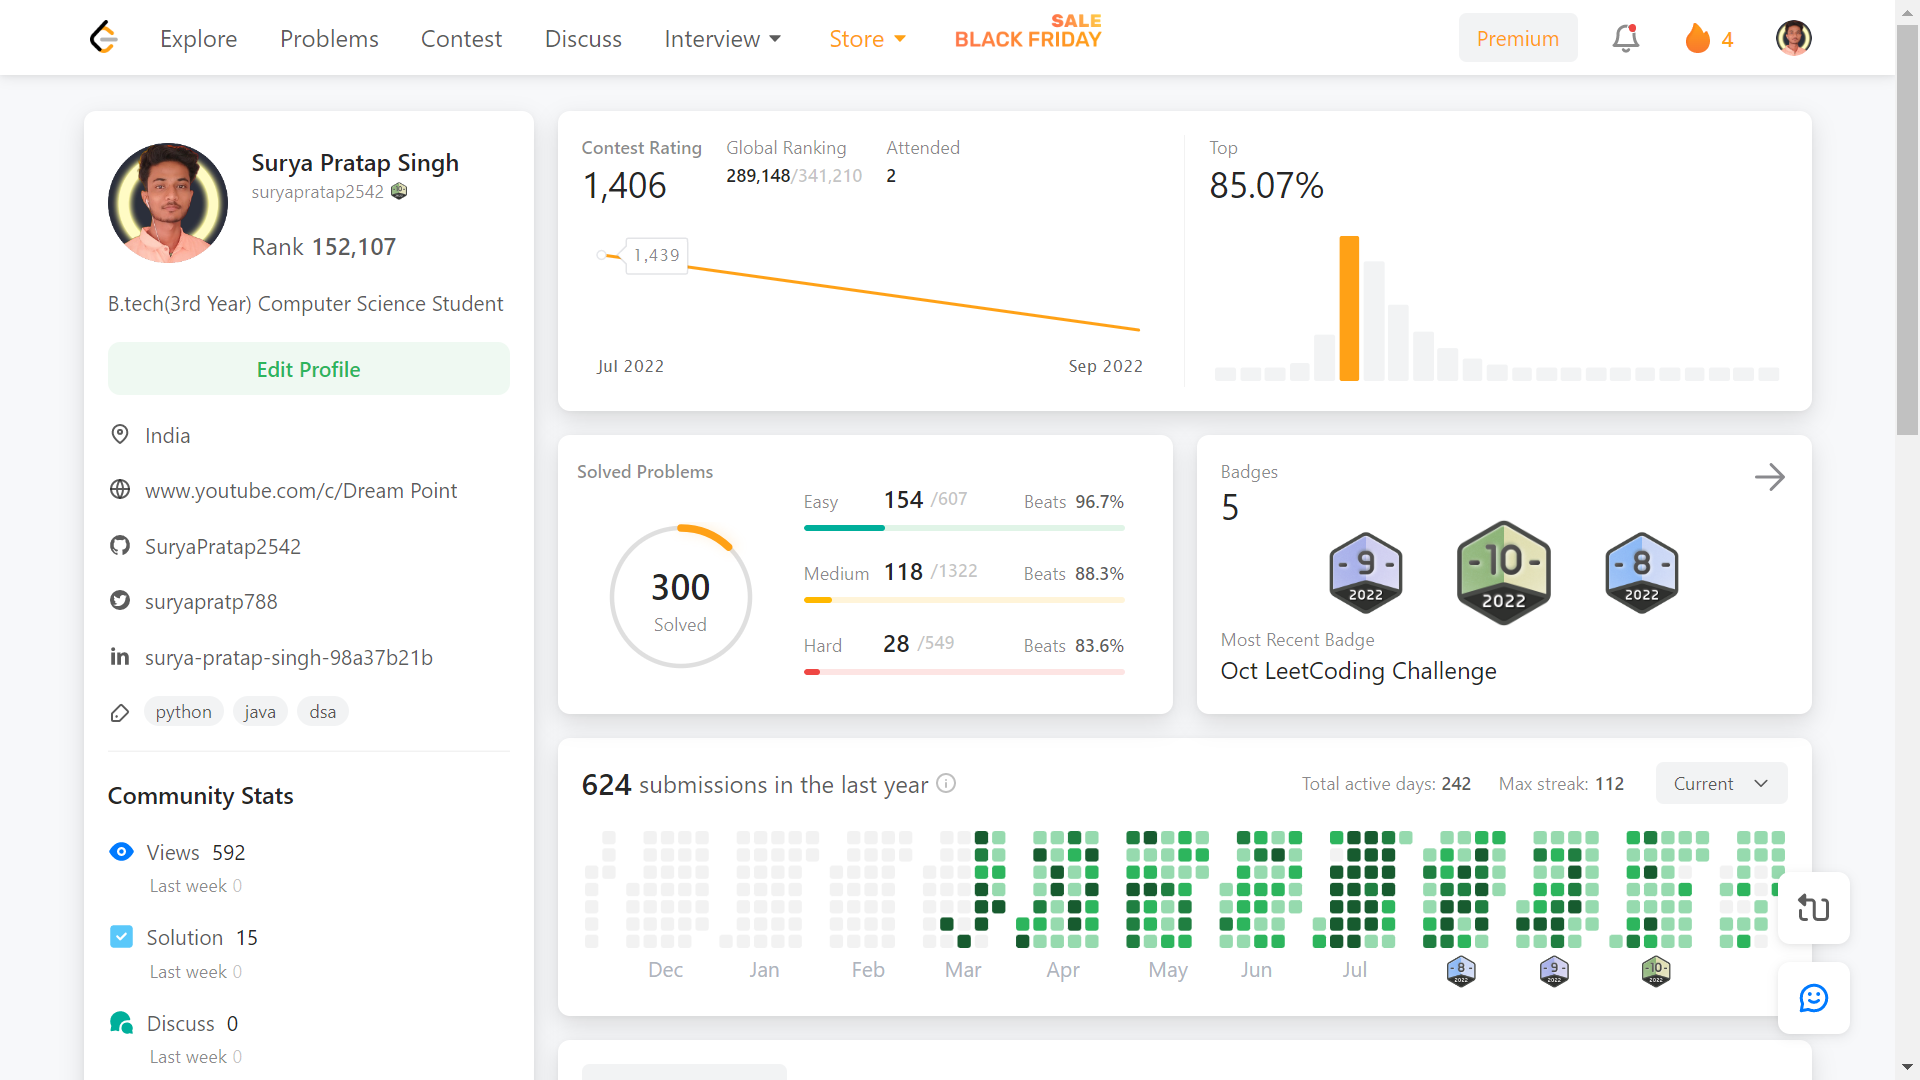 Explore Problems Contest Discuss Interview Store SALE BLACK FRIDAY Premium 4
Surya Pratap Singh
suryapratap2542
Rank 152,107
B.tech(3rd Year) Computer Science Student
Edit Profile
India
www.youtube.com/c/Dream Point
SuryaPratap2542
suryapratp788
surya-pratap-singh-98a37b21b
python java dsa
Community Stats
Views 592
Last week 0
Solution 15
Last week 0
Discuss 0
Last week 0
Contest Rating Global Ranking Attended
1,406 289,148/341,210 2
1,439
Jul 2022 Sep 2022
Top
85.07%
Solved Problems
300
Solved
Easy 154 /607 Beats 96.7%
Medium 118 /1322 Beats 88.3%
Hard 28 /549 Beats 83.6%
Badges
5
-9- 2022
-10- 2022
-8- 2022
Most Recent Badge
Oct LeetCoding Challenge
624 submissions in the last year Total active days: 242 Max streak: 112 Current
Dec Jan Feb Mar Apr May Jun Jul
-8- 2022
-9- 2022
-10- 2022